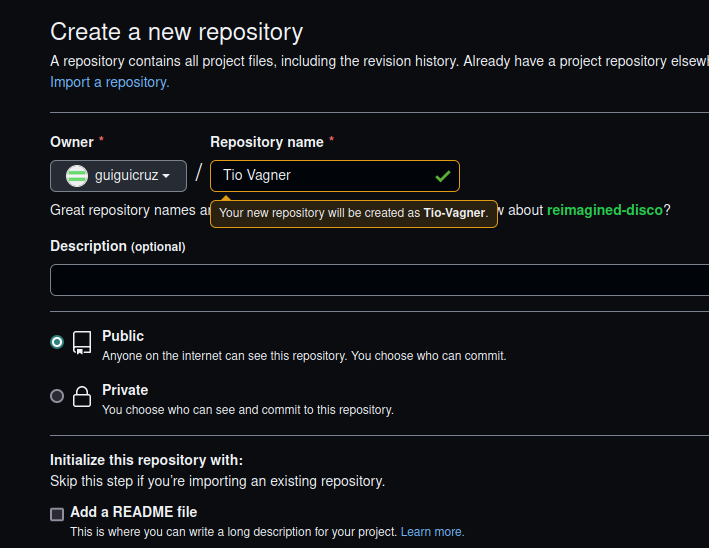 Create a new repository
A repository contains all project files, including the revision history. Already have a project repository
Import a repository.
Owner * Repository name *
guiguicruz / Tio Vagner
Great repository names about reimagined-disco?
Your new repository will be created as Tio-Vagner.
Description (optional)
Public
Anyone on the internet can see this repository. You choose who can commit.
Private
You choose who can see and commit to this repository.
Initialize this repository with:
Skip this step if you're importing an existing repository.
Add a README file
This is where you can write a long description for your project. Learn more.